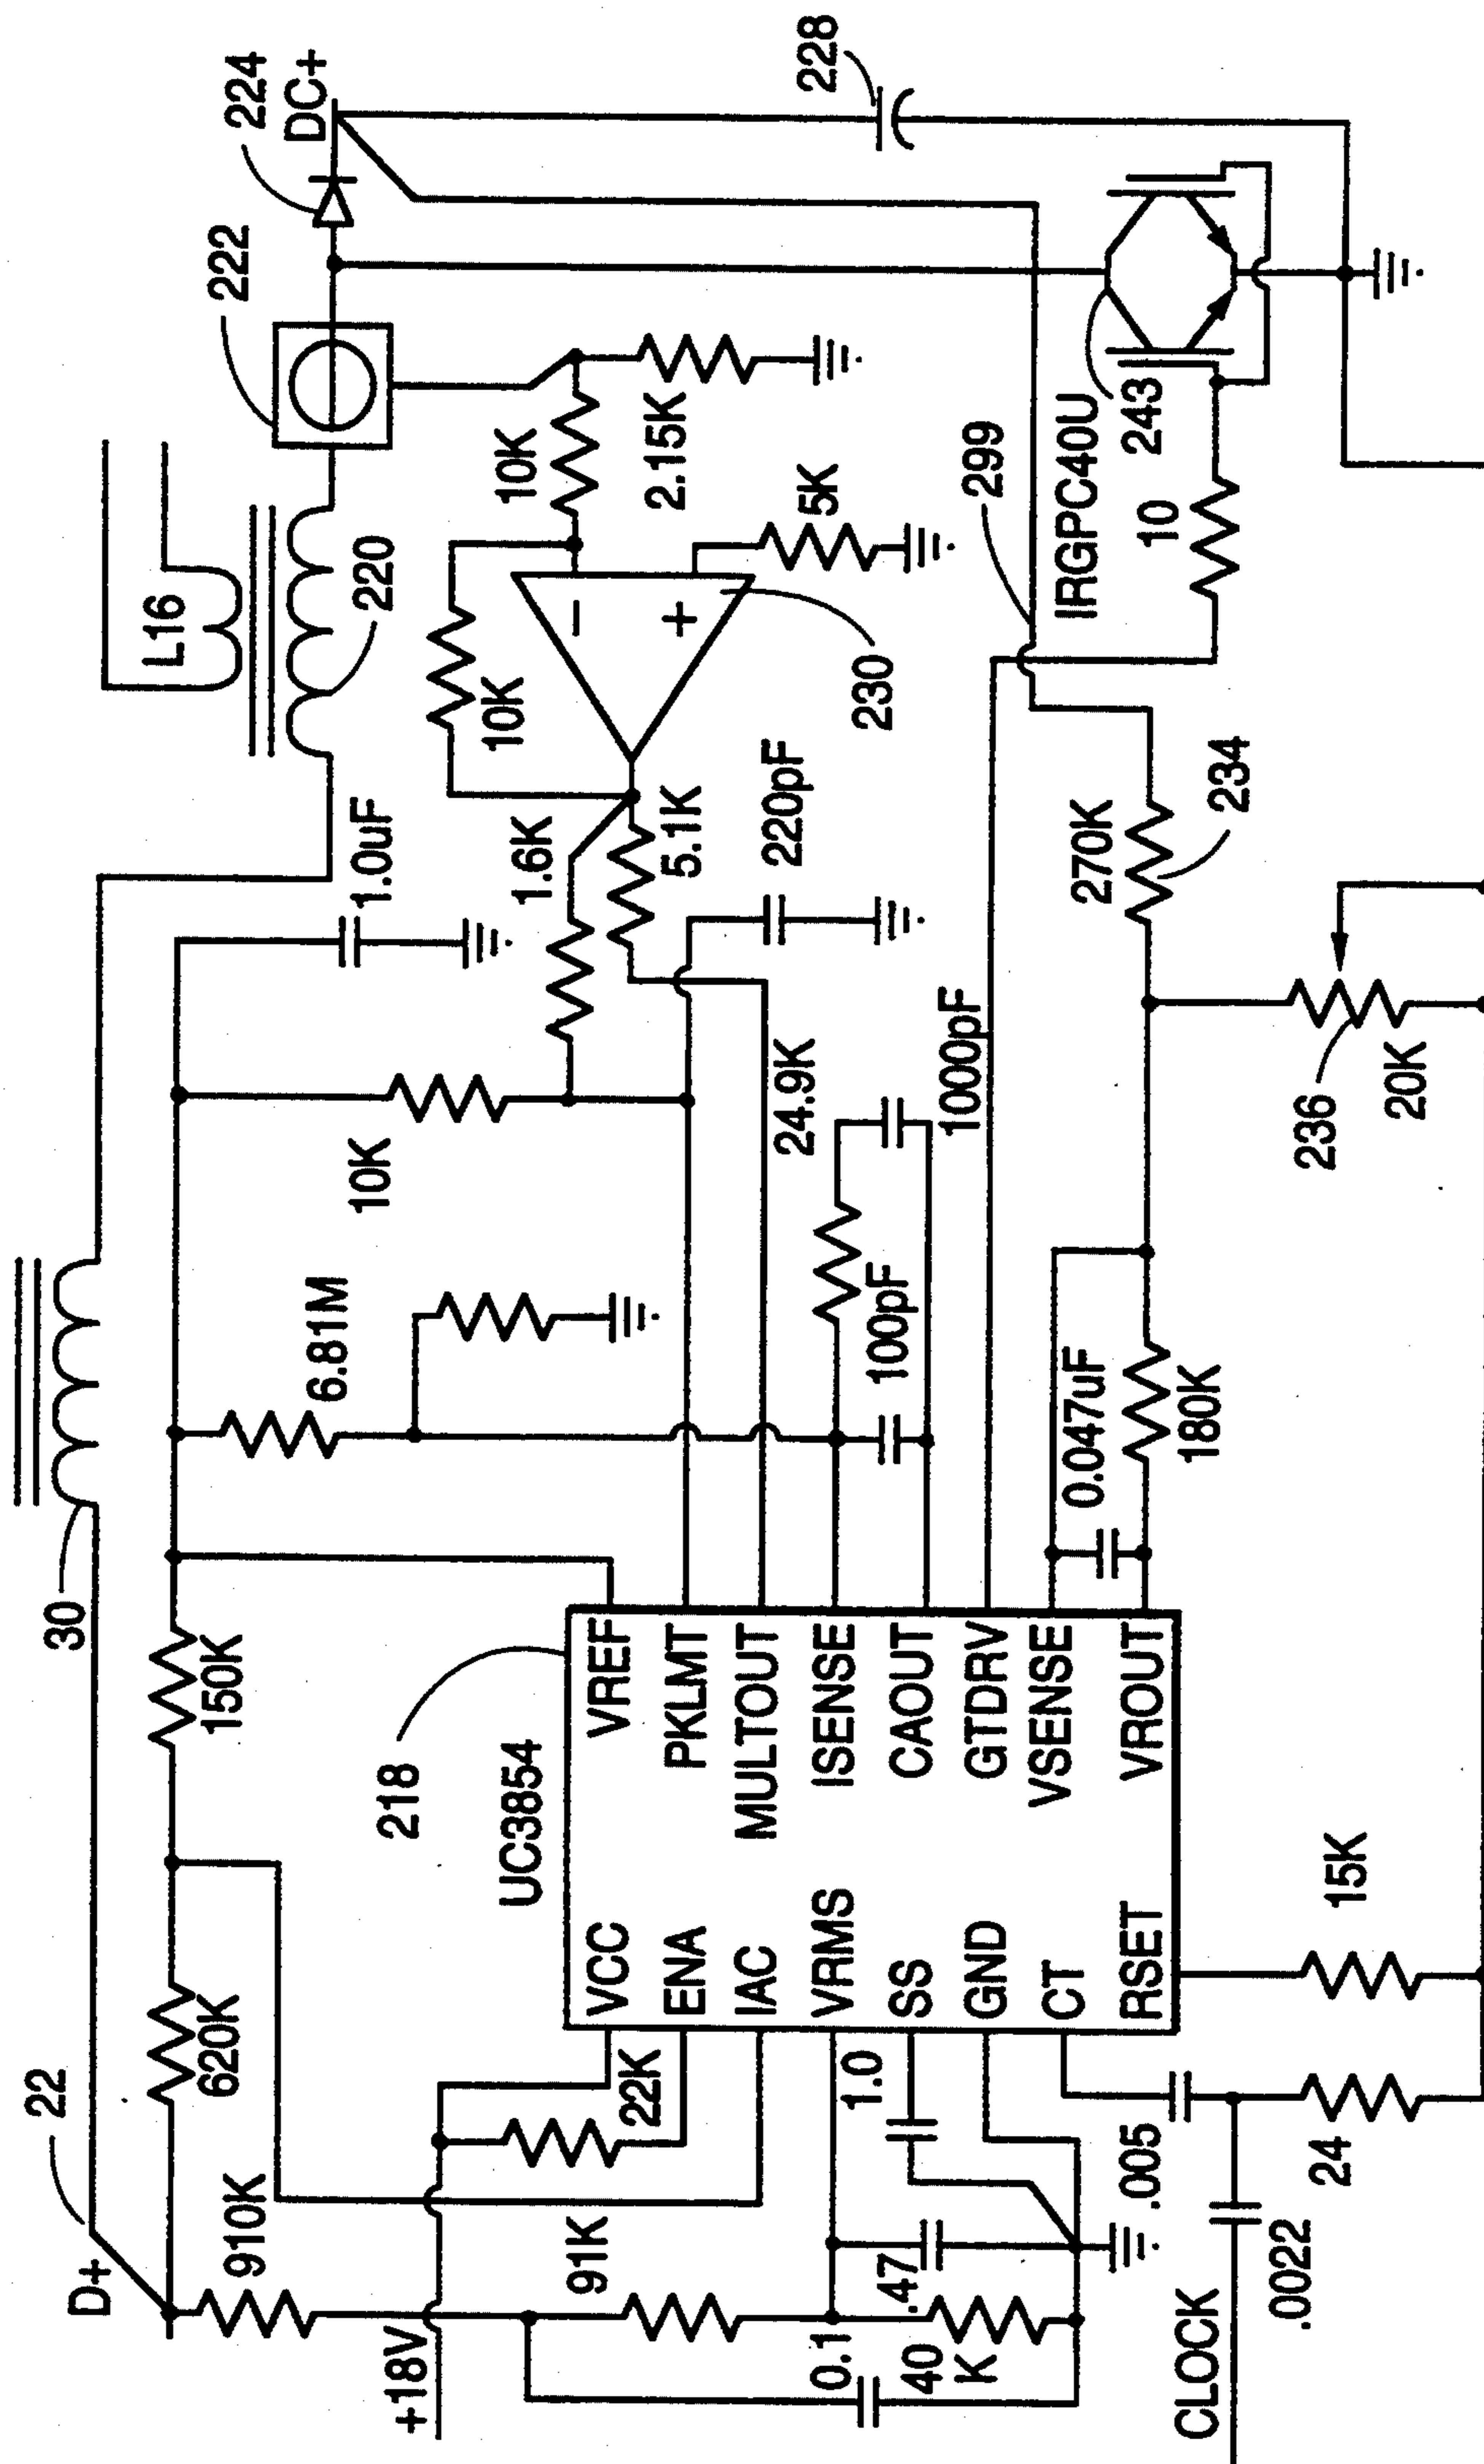 22
D+
30
L16
220
222
224
DC+
620K
150K
6.81M
10K
1.0uF
910K
+18V
22K
218
UC3854
VCC
ENA
IAC
VRMS
SS
GND
CT
RSET
VREF
PKLMT
MULTOUT
ISENSE
CAOUT
GTDRV
VSENSE
VROUT
10K
10K
2.15K
5K
230
1.6K
5.1K
220pF
24.9K
100pF
1000pF
91K
0.1
.47
40
K
1.0
.005
CLOCK
.0022
24
15K
0.047uF
180K
270K
234
236
20K
299
IRGPC40U
243
10
228